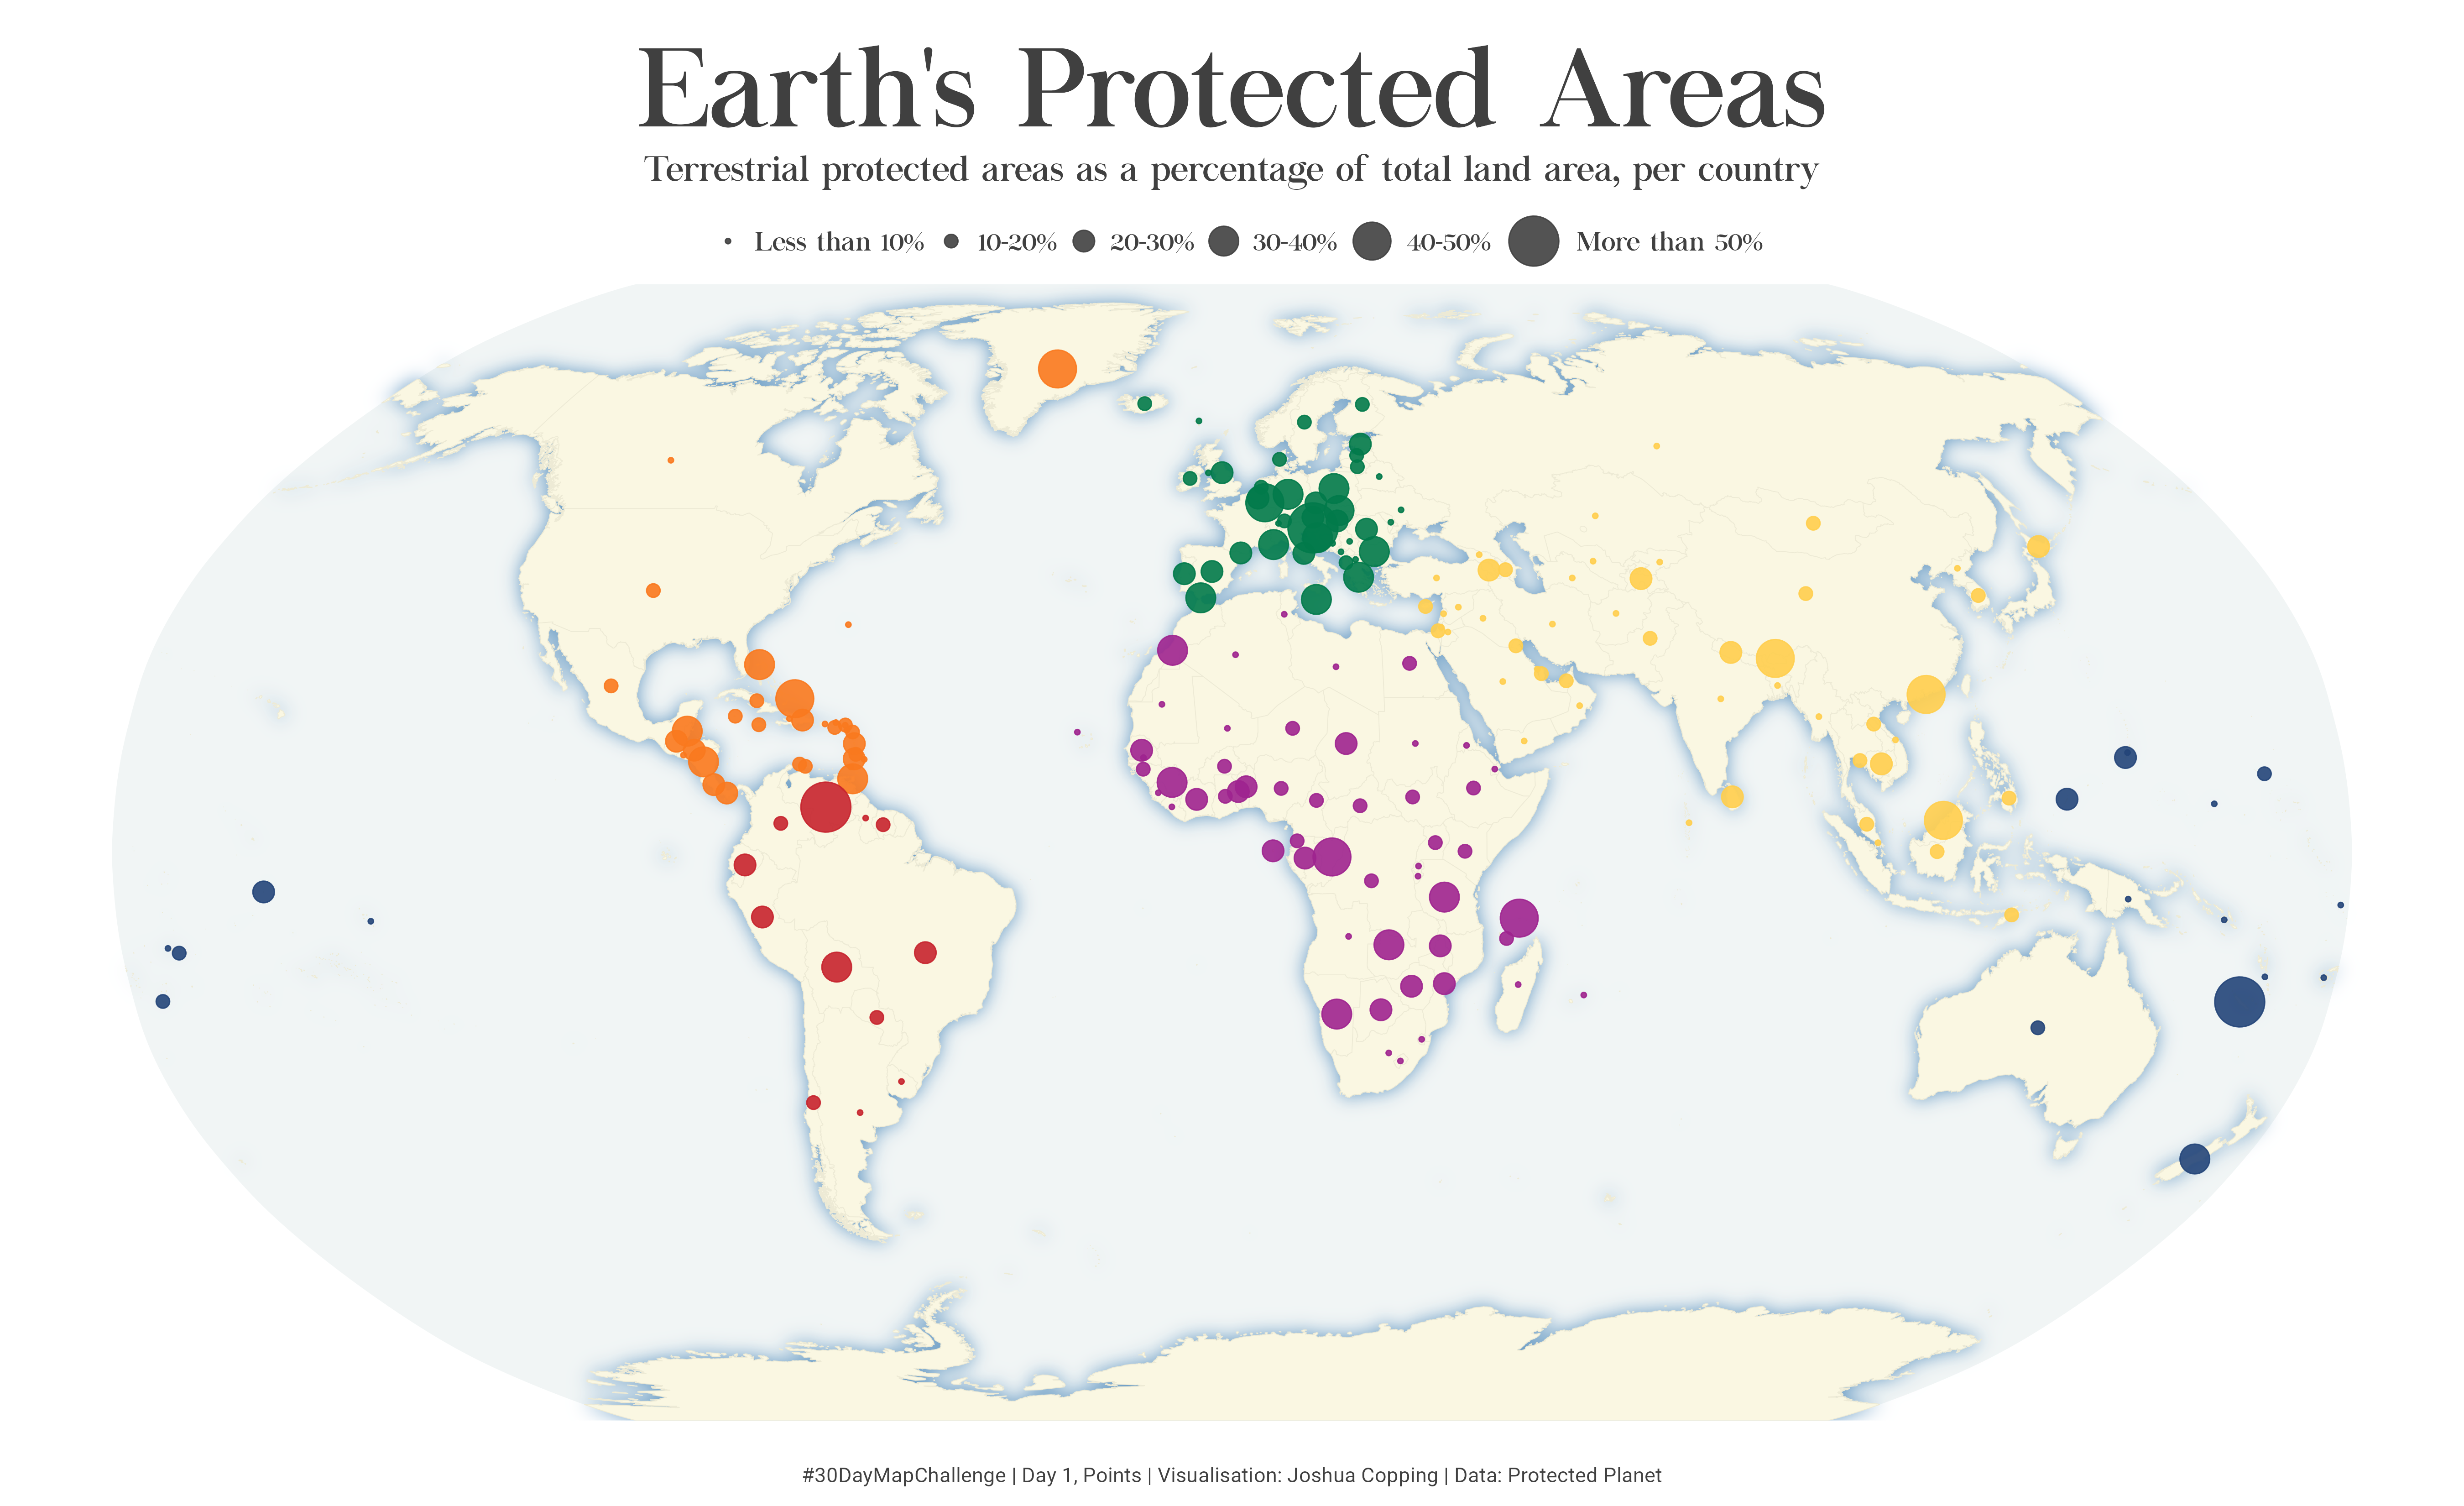 Earth's Protected Areas
Terrestrial protected areas as a percentage of total land area, per country
Less than 10% 10-20% 20-30% 30-40% 40-50% More than 50%
#30DayMapChallenge | Day 1, Points | Visualisation: Joshua Copping | Data: Protected Planet